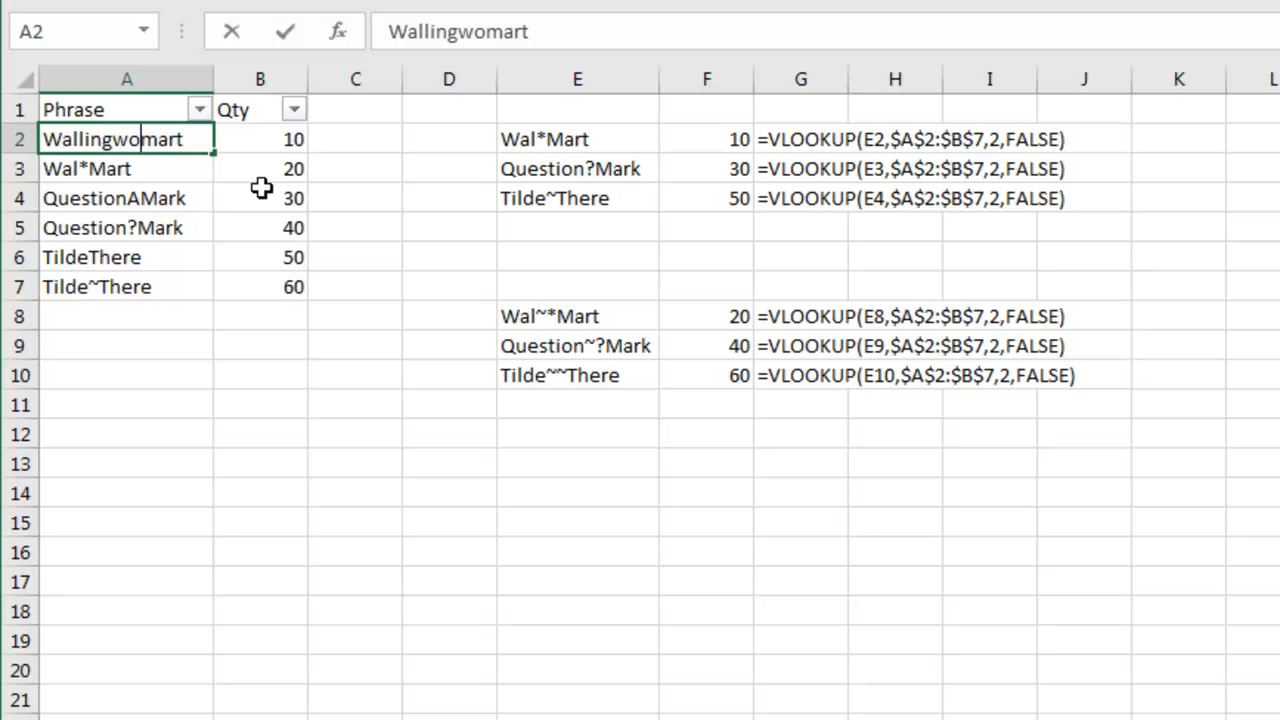 A2 fx Wallingwomart
A B C D E F G H I J K L
1 Phrase Qty
2 Wallingwomart 10 Wal*Mart 10 =VLOOKUP(E2,$A$2:$B$7,2,FALSE)
3 Wal*Mart 20 Question?Mark 30 =VLOOKUP(E3,$A$2:$B$7,2,FALSE)
4 QuestionAMark 30 Tilde~There 50 =VLOOKUP(E4,$A$2:$B$7,2,FALSE)
5 Question?Mark 40
6 TildeThere 50
7 Tilde~There 60
8 Wal~*Mart 20 =VLOOKUP(E8,$A$2:$B$7,2,FALSE)
9 Question~?Mark 40 =VLOOKUP(E9,$A$2:$B$7,2,FALSE)
10 Tilde~~There 60 =VLOOKUP(E10,$A$2:$B$7,2,FALSE)
11
12
13
14
15
16
17
18
19
20
21